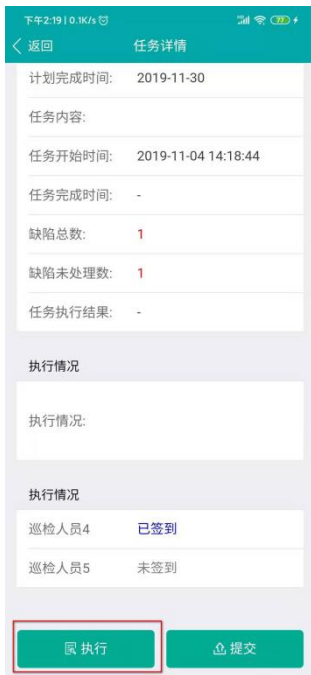 下午2:19 | 0.1K/s
返回 任务详情
计划完成时间: 2019-11-30
任务内容:
任务开始时间: 2019-11-04 14:18:44
任务完成时间: -
缺陷总数: 1
缺陷未处理数: 1
任务执行结果: -
执行情况
执行情况:
执行情况
巡检人员4 已签到
巡检人员5 未签到
执行 提交